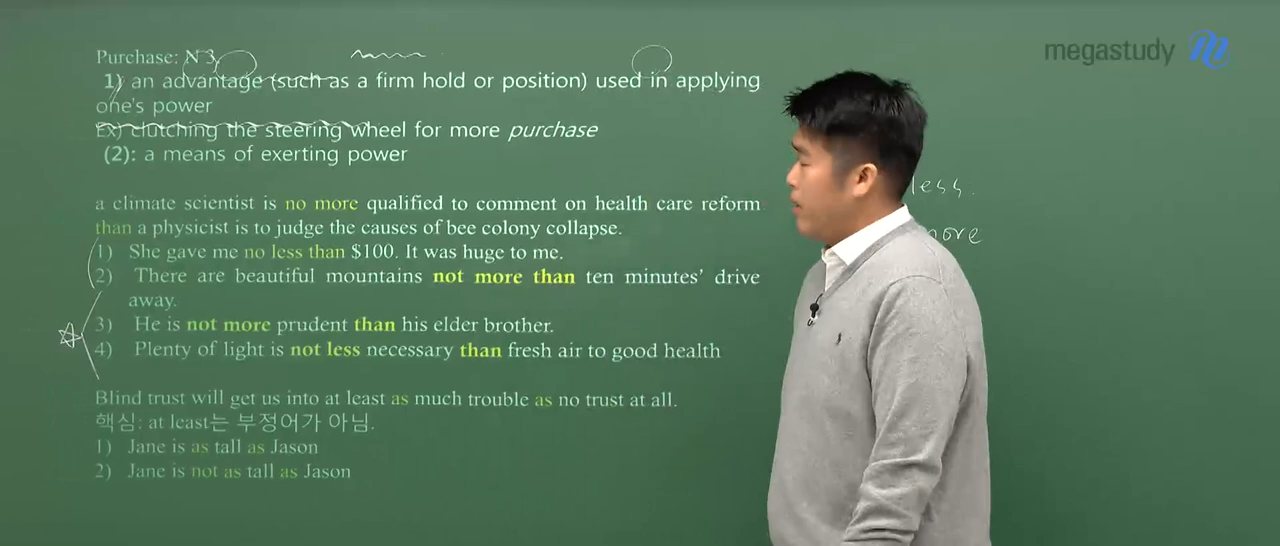 megastudy
Purchase: N 3,
1) an advantage (such as a firm hold or position) used in applying
one's power
Ex) clutching the steering wheel for more purchase
(2): a means of exerting power
less.
more
a climate scientist is no more qualified to comment on health care reform
than a physicist is to judge the causes of bee colony collapse.
1) She gave me no less than $100. It was huge to me.
2) There are beautiful mountains not more than ten minutes' drive
away.
3) He is not more prudent than his elder brother.
4) Plenty of light is not less necessary than fresh air to good health
Blind trust will get us into at least as much trouble as no trust at all.
핵심: at least는 부정어가 아님.
1) Jane is as tall as Jason
2) Jane is not as tall as Jason